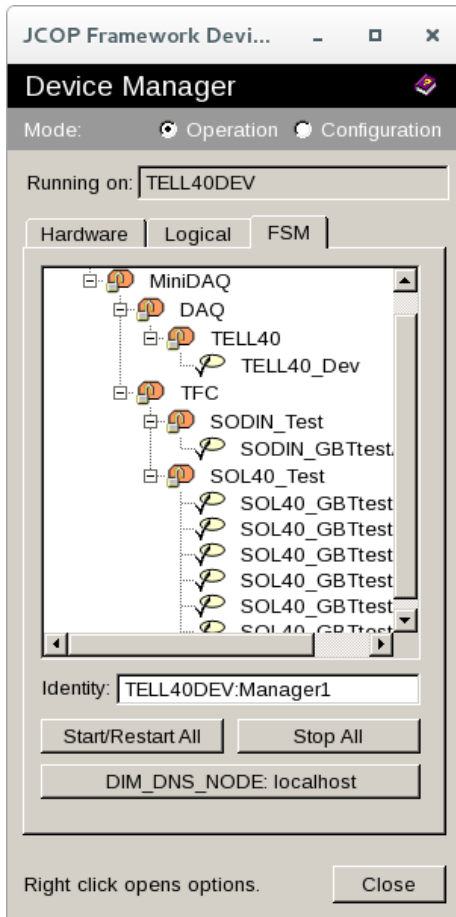 JCOP Framework Devi...
Device Manager
Mode: Operation Configuration
Running on: TELL40DEV
Hardware Logical FSM
MiniDAQ
DAQ
TELL40
TELL40_Dev
TFC
SODIN_Test
SODIN_GBTtest
SOL40_Test
SOL40_GBTtest
SOL40_GBTtest
SOL40_GBTtest
SOL40_GBTtest
SOL40_GBTtest
SOL40_GBTtest
Identity: TELL40DEV:Manager1
Start/Restart All Stop All
DIM_DNS_NODE: localhost
Right click opens options. Close